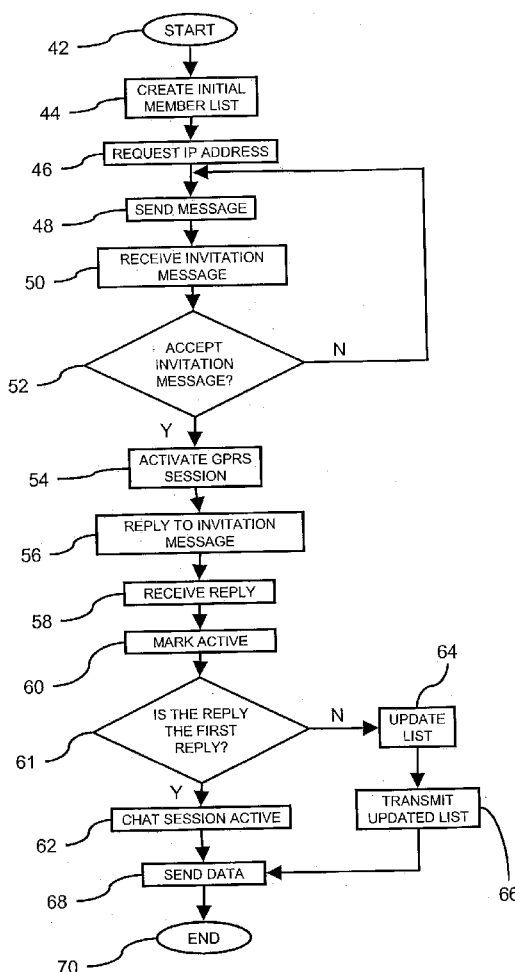 START
42
CREATE INITIAL
MEMBER LIST
44
REQUEST IP ADDRESS
46
SEND MESSAGE
48
RECEIVE INVITATION
MESSAGE
50
ACCEPT
INVITATION
MESSAGE?
N
52
Y
ACTIVATE GPRS
SESSION
54
REPLY TO INVITATION
MESSAGE
56
RECEIVE REPLY
58
MARK ACTIVE
60
64
IS THE REPLY
THE FIRST
REPLY?
N
UPDATE
LIST
61
Y
CHAT SESSION ACTIVE
62
TRANSMIT
UPDATED LIST
66
SEND DATA
68
END
70